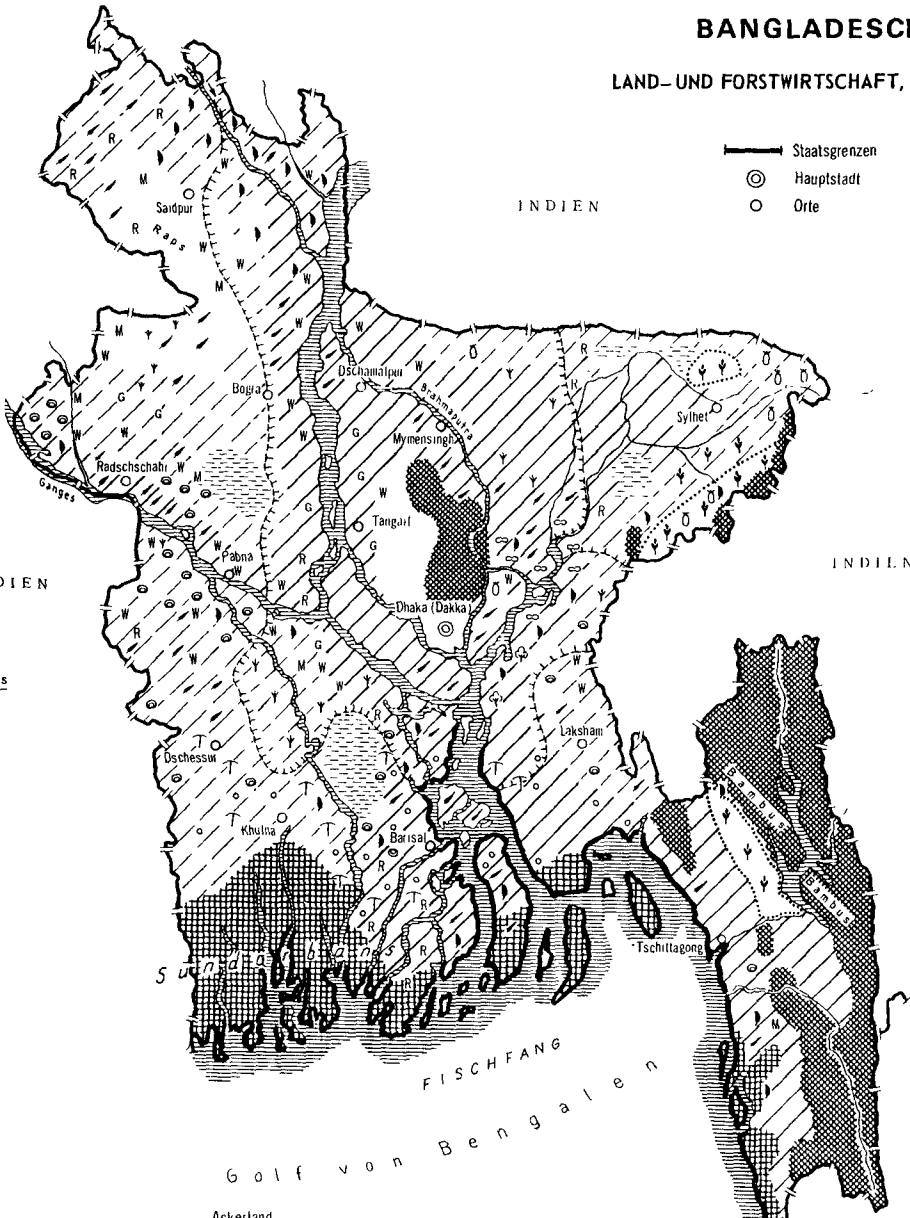 BANGLADESCH
LAND- UND FORSTWIRTSCHAFT,
Staatsgrenzen
Hauptstadt
Orte
INDIEN
Saidpur
Raps
Dschamalpur
Bogra
Brahmaputra
Mymensingh
Sylhet
Radschschahi
Ganges
Tangail
Pabna
INDIEN
DIEN
Dhaka (Dakka)
s
Laksham
Dschessur
Bambus
Khulna
Barisal
Bambus
Tschittagong
Sundarbans
FISCHFANG
Golf von Bengalen
Ackerland